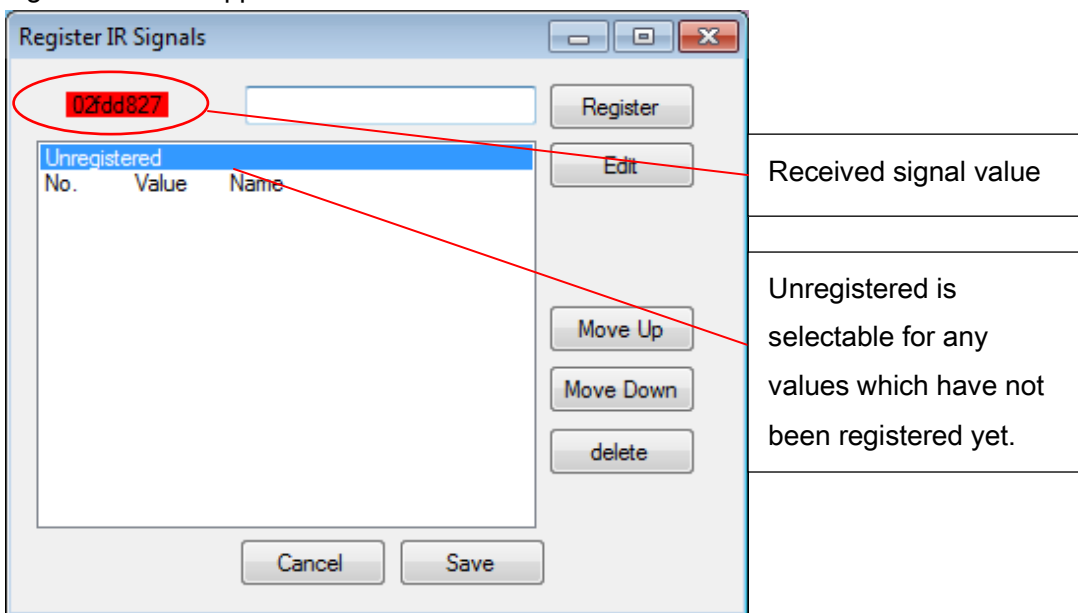 Register IR Signals
02fdd827
Register
Unregistered
Edit
No. Value Name
Received signal value
Unregistered is
selectable for any
values which have not
been registered yet.
Move Up
Move Down
delete
Cancel Save